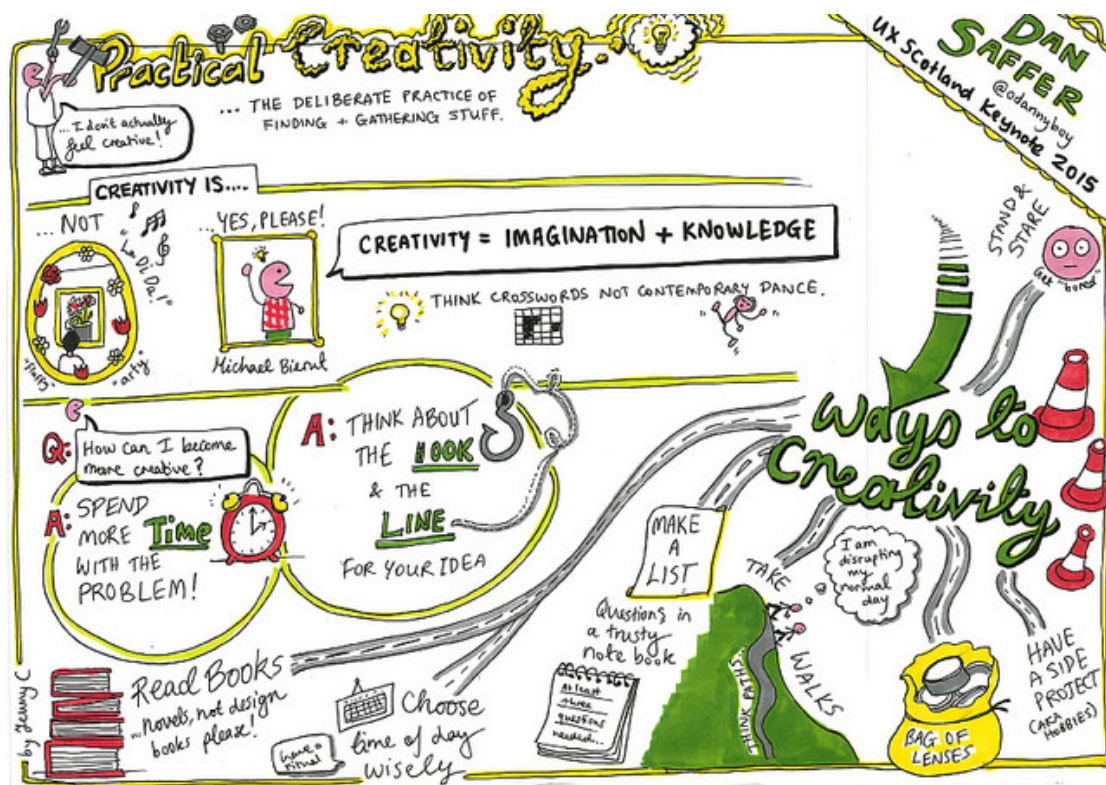 Practical Creativity.
... THE DELIBERATE PRACTICE OF
FINDING + GATHERING STUFF.
...I don't actually
feel creative!
DAN
SAFFER
@odannyboy
UX Scotland Keynote 2015
CREATIVITY IS....
...NOT
"La Di Da!"
"fluffy"
"arty"
...YES, PLEASE!
Michael Bierut
CREATIVITY = IMAGINATION + KNOWLEDGE
THINK CROSSWORDS NOT CONTEMPORARY DANCE.
Q: How can I become
more creative?
A: SPEND
MORE Time
WITH THE
PROBLEM!
A: THINK ABOUT
THE HOOK
& THE
LINE
FOR YOUR IDEA
Ways to
Creativity
STAND &
STARE
Get "bored"
Read Books
...novels, not design
books please!
have a
ritual
Choose
time of day
wisely
MAKE
A
LIST
Questions in
a trusty
note book
At least
three
questions
needed...
TAKE
WALKS
THINK PATHS...
I am
disrupting
my
normal
day
BAG OF
LENSES
HAVE
A SIDE
PROJECT
(AKA
HOBBIES)
by Jenny C